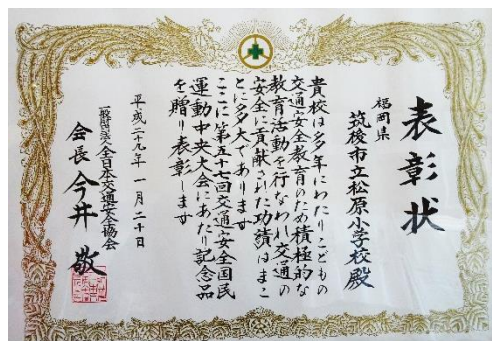 表彰状
福岡県
筑後市立松原小学校殿
貴校は多年にわたりこどもの
交通安全教育のため積極的な
教育活動を行なわれ交通の
安全に貢献された功績はまこ
とに多大であります
ここに第五十七回交通安全国民
運動中央大会にあたり記念品
を贈り表彰します
平成二十九年一月二十日
一般財団法人全日本交通安全協会
会長今井敬